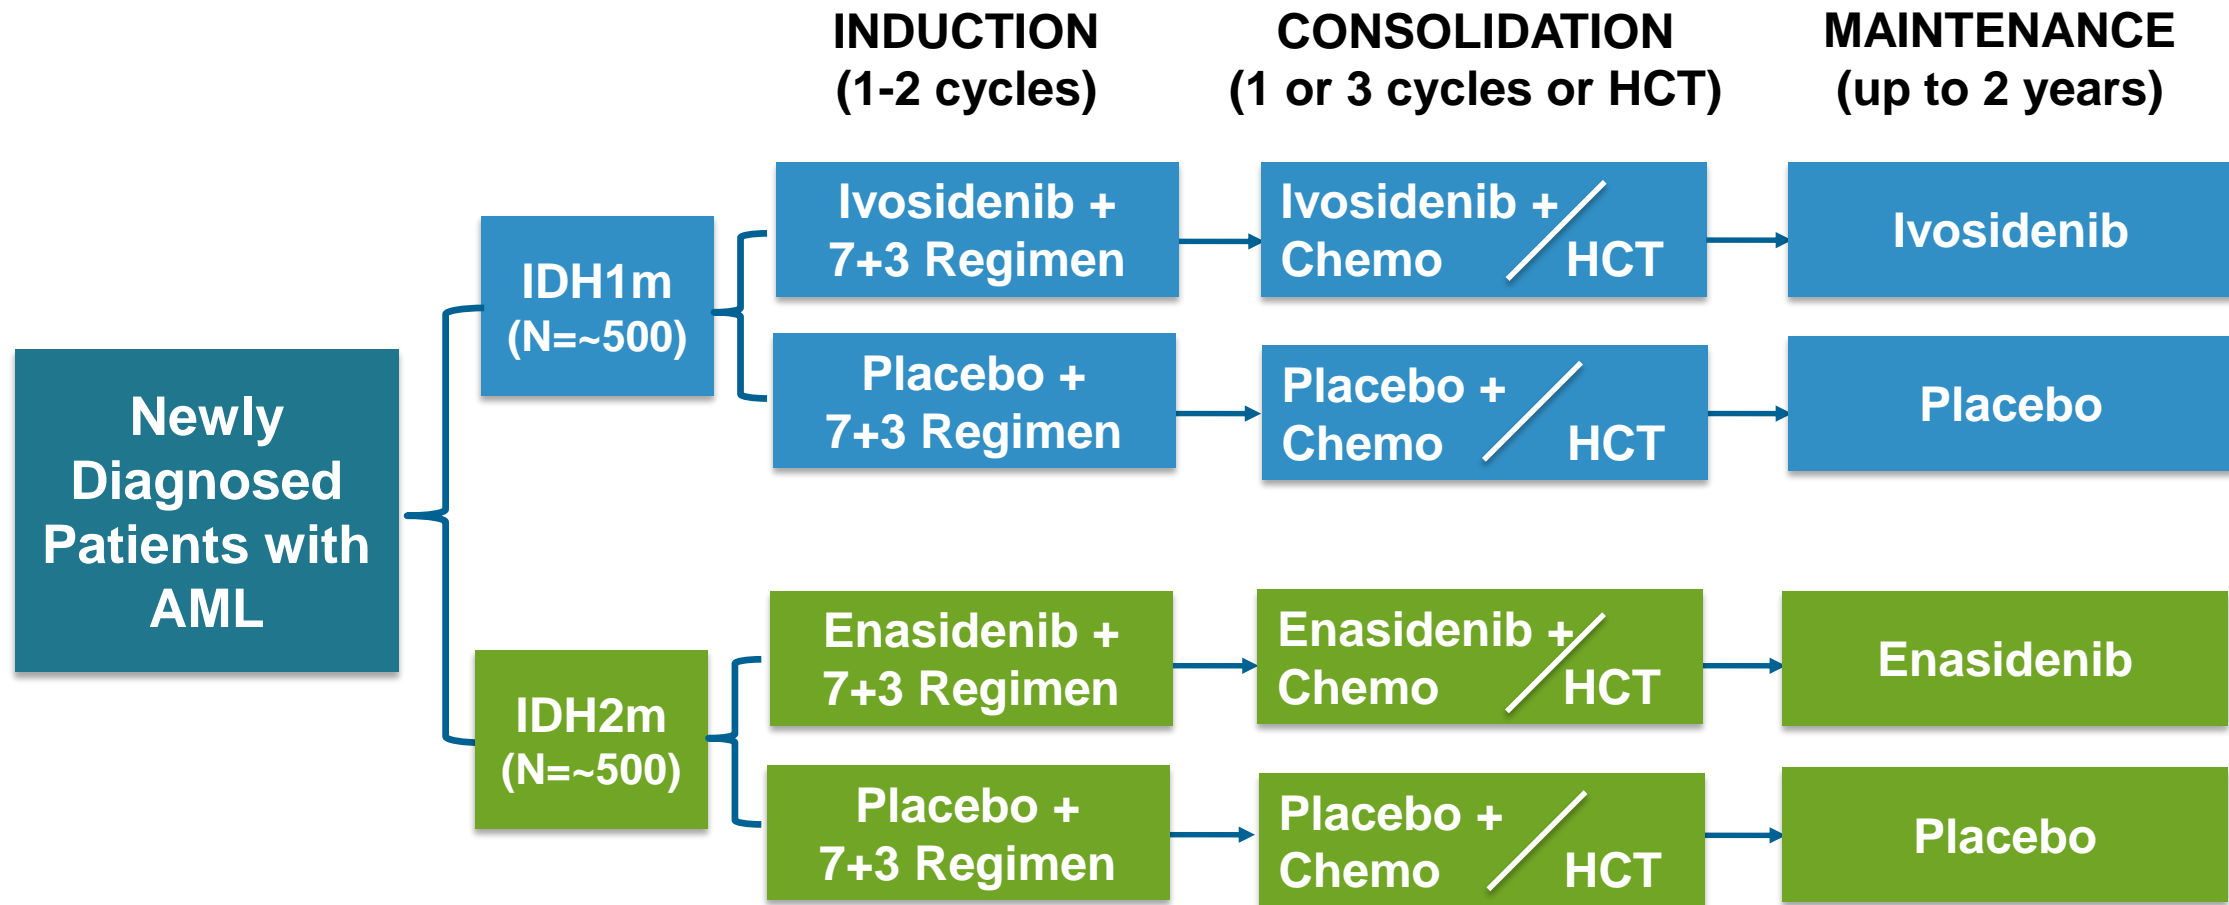 INDUCTION
(1-2 cycles)
CONSOLIDATION
(1 or 3 cycles or HCT)
MAINTENANCE
(up to 2 years)
Newly
Diagnosed
Patients with
AML
IDH1m
(N=~500)
Ivosidenib +
7+3 Regimen
Ivosidenib +
Chemo / HCT
Ivosidenib
Placebo +
7+3 Regimen
Placebo +
Chemo / HCT
Placebo
IDH2m
(N=~500)
Enasidenib +
7+3 Regimen
Enasidenib +
Chemo / HCT
Enasidenib
Placebo +
7+3 Regimen
Placebo +
Chemo / HCT
Placebo